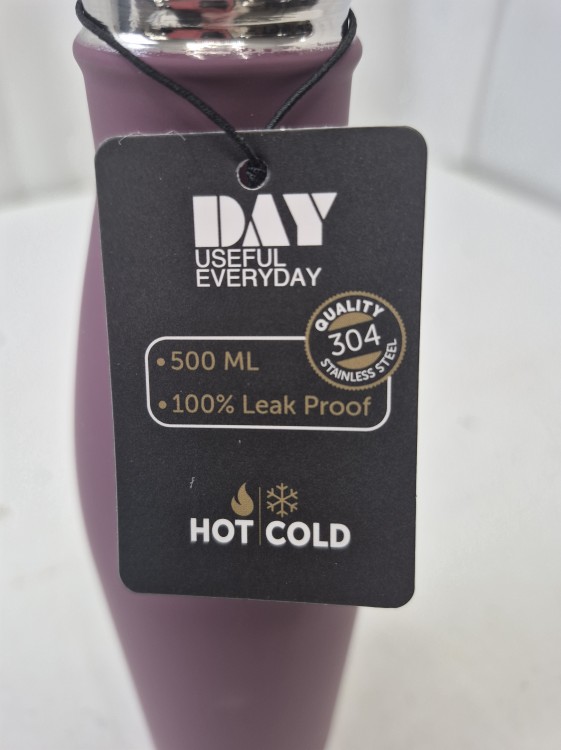 DAY
USEFUL
EVERYDAY
QUALITY
304
STAINLESS STEEL
• 500 ML
• 100% Leak Proof
HOT COLD